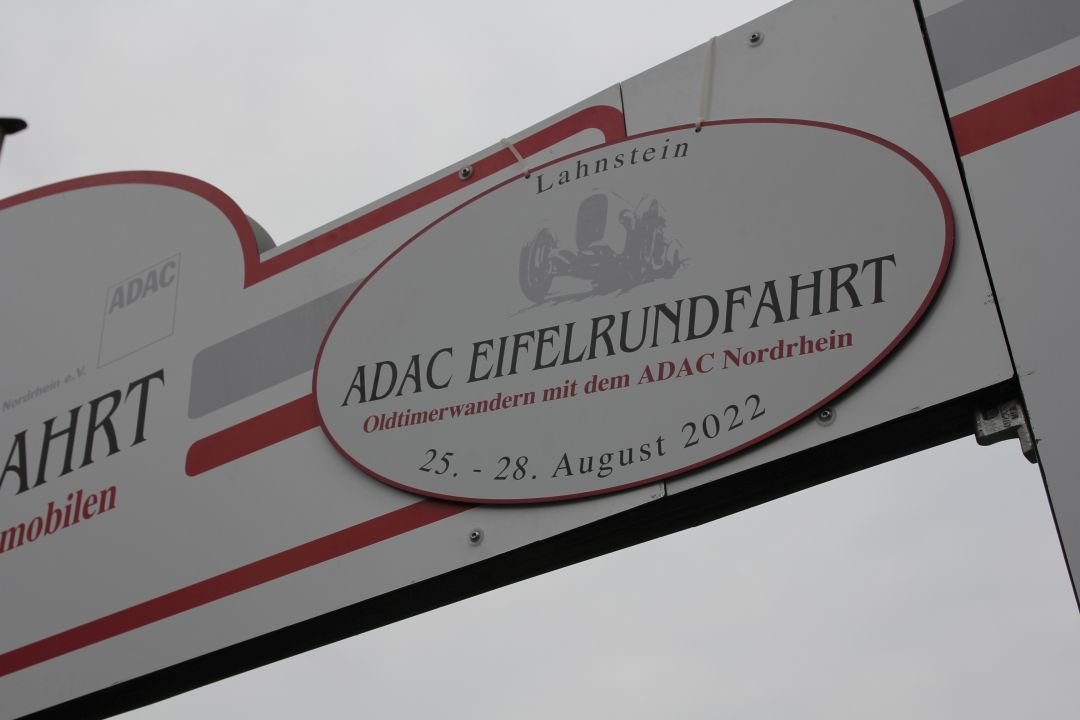 ADAC
Nordrhein e.V.
AHRT
mobilen
Lahnstein
ADAC EIFELRUNDFAHRT
Oldtimerwandern mit dem ADAC Nordrhein
25. - 28. August 2022